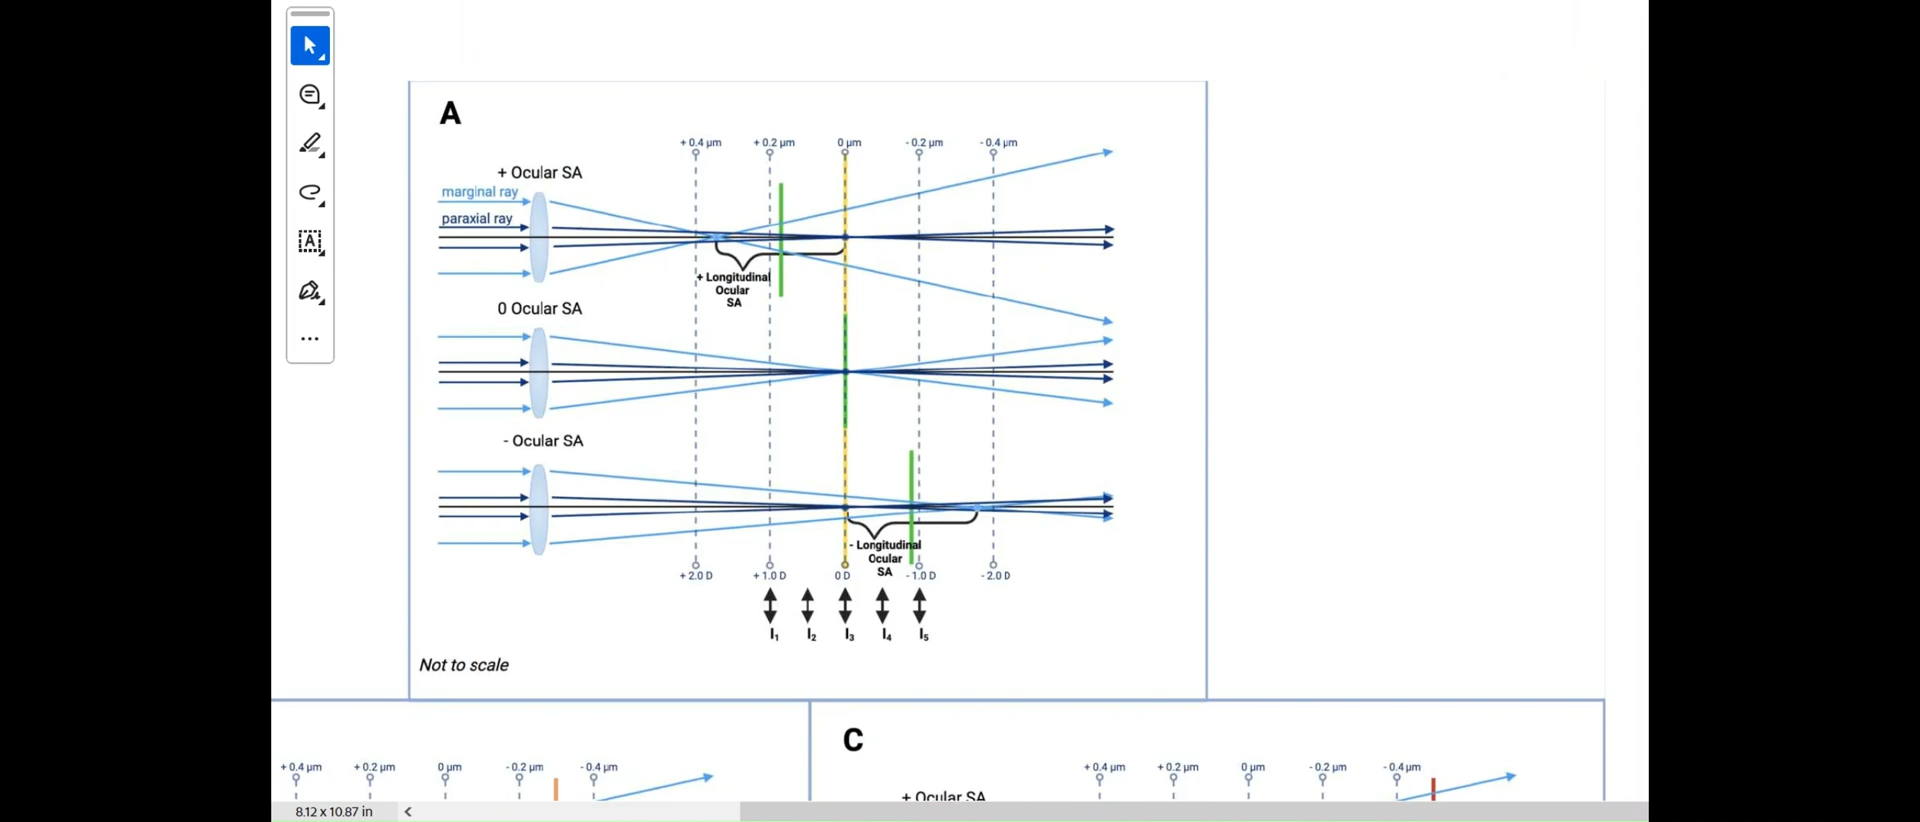 A
+ 0.4 μm + 0.2 μm 0 μm - 0.2 μm - 0.4 μm
+ Ocular SA
marginal ray
paraxial ray
+ Longitudinal
Ocular
SA
0 Ocular SA
- Ocular SA
- Longitudinal
Ocular
SA
+ 2.0 D + 1.0 D 0 D - 1.0 D - 2.0 D
I1 I2 I3 I4 I5
Not to scale
C
+ 0.4 μm + 0.2 μm 0 μm - 0.2 μm - 0.4 μm
+ 0.4 μm + 0.2 μm 0 μm - 0.2 μm - 0.4 μm
+ Ocular SA
8.12 x 10.87 in